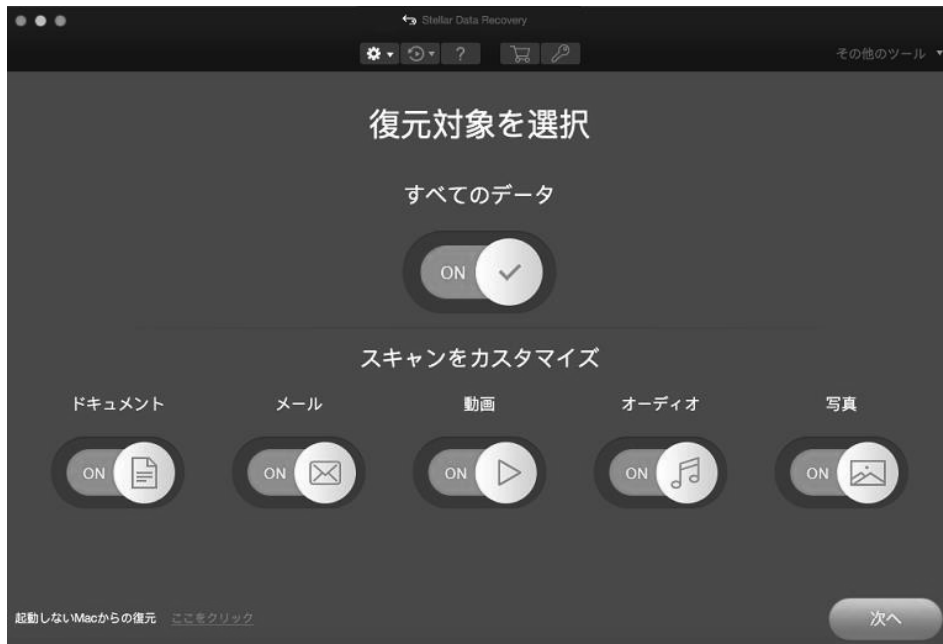 Stellar Data Recovery
?
その他のツール
復元対象を選択
すべてのデータ
ON
スキャンをカスタマイズ
ドキュメント メール 動画 オーディオ 写真
ON ON ON ON ON
起動しないMacからの復元 ここをクリック
次へ